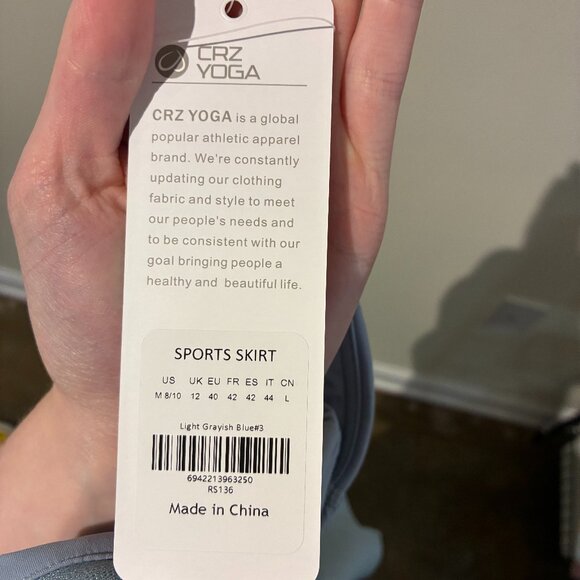 CRZ
YOGA
CRZ YOGA is a global
popular athletic apparel
brand. We're constantly
updating our clothing
fabric and style to meet
our people's needs and
to be consistent with our
goal bringing people a
healthy and beautiful life.
SPORTS SKIRT
US UK EU FR ES IT CN
M 8/10 12 40 42 42 44 L
Light Grayish Blue#3
6942213963250
RS136
Made in China